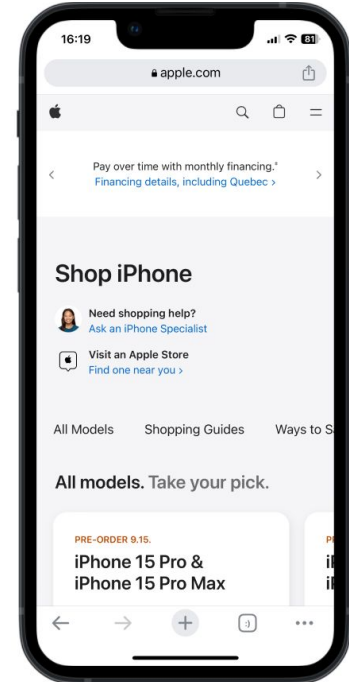 16:19
81
apple.com
Pay over time with monthly financing.°
Financing details, including Quebec >
Shop iPhone
Need shopping help?
Ask an iPhone Specialist
Visit an Apple Store
Find one near you >
All Models Shopping Guides Ways to S
All models. Take your pick.
PRE-ORDER 9.15.
iPhone 15 Pro &
iPhone 15 Pro Max
:)